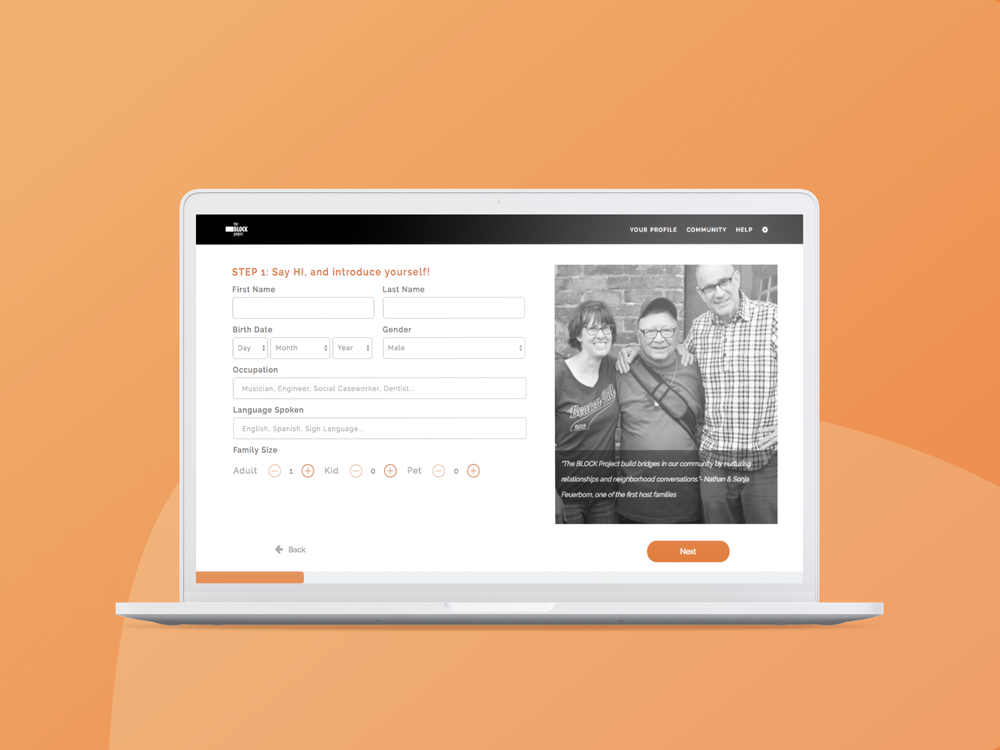 the
BLOCK
project
YOUR PROFILE COMMUNITY HELP
STEP 1: Say HI, and introduce yourself!
First Name Last Name
Birth Date Gender
Day Month Year Male
Occupation
Musician, Engineer, Social Caseworker, Dentist...
Language Spoken
English, Spanish, Sign Language...
Family Size
Adult 1 Kid 0 Pet 0
"The BLOCK Project build bridges in our community by nurturing
relationships and neighborhood conversations."- Nathan & Sonja
Feuerborn, one of the first host families
Back
Next